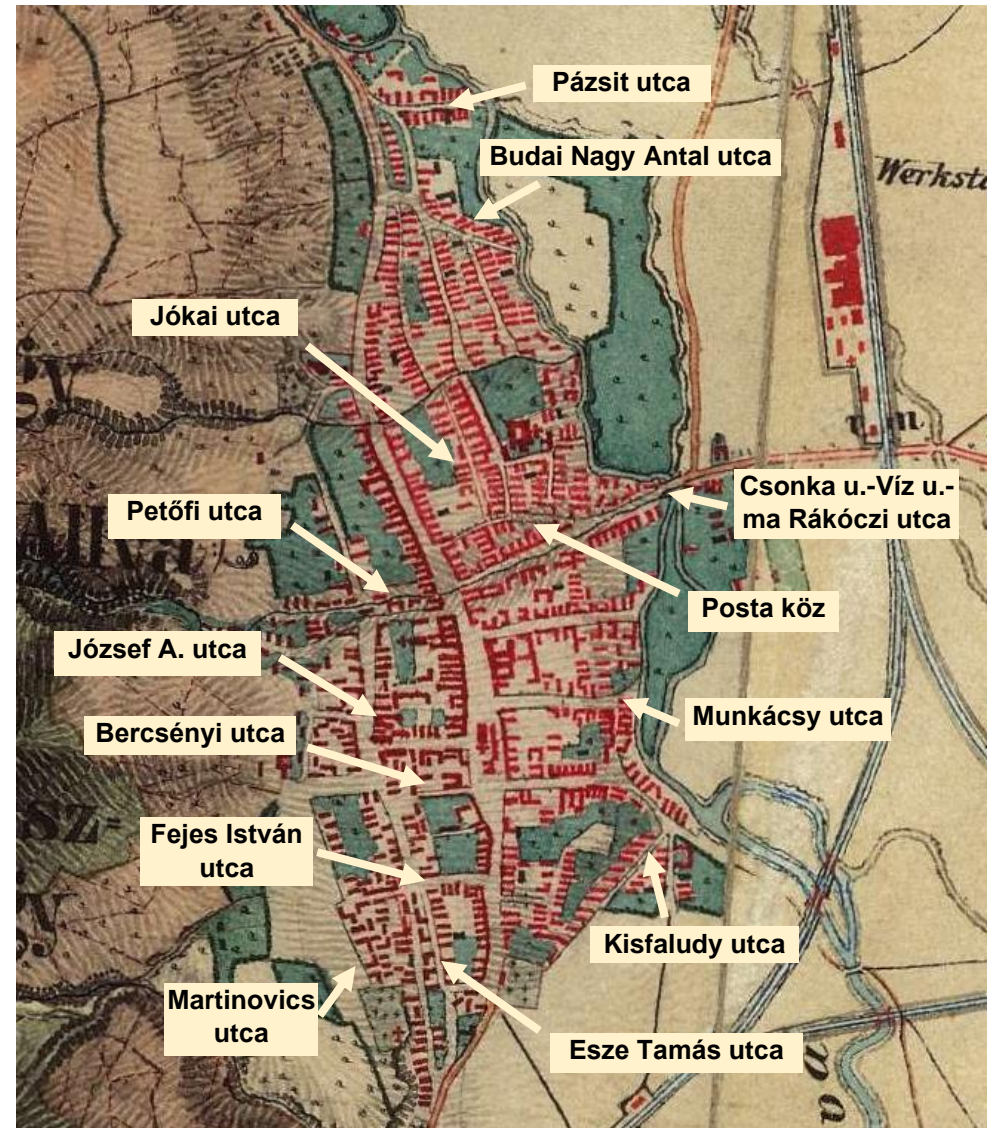 Pázsit utca
Budai Nagy Antal utca
Werksta
Jókai utca
Csonka u.-Víz u.-
ma Rákóczi utca
Petőfi utca
Posta köz
József A. utca
Munkácsy utca
Bercsényi utca
Fejes István
utca
Kisfaludy utca
Martinovics
utca
Esze Tamás utca